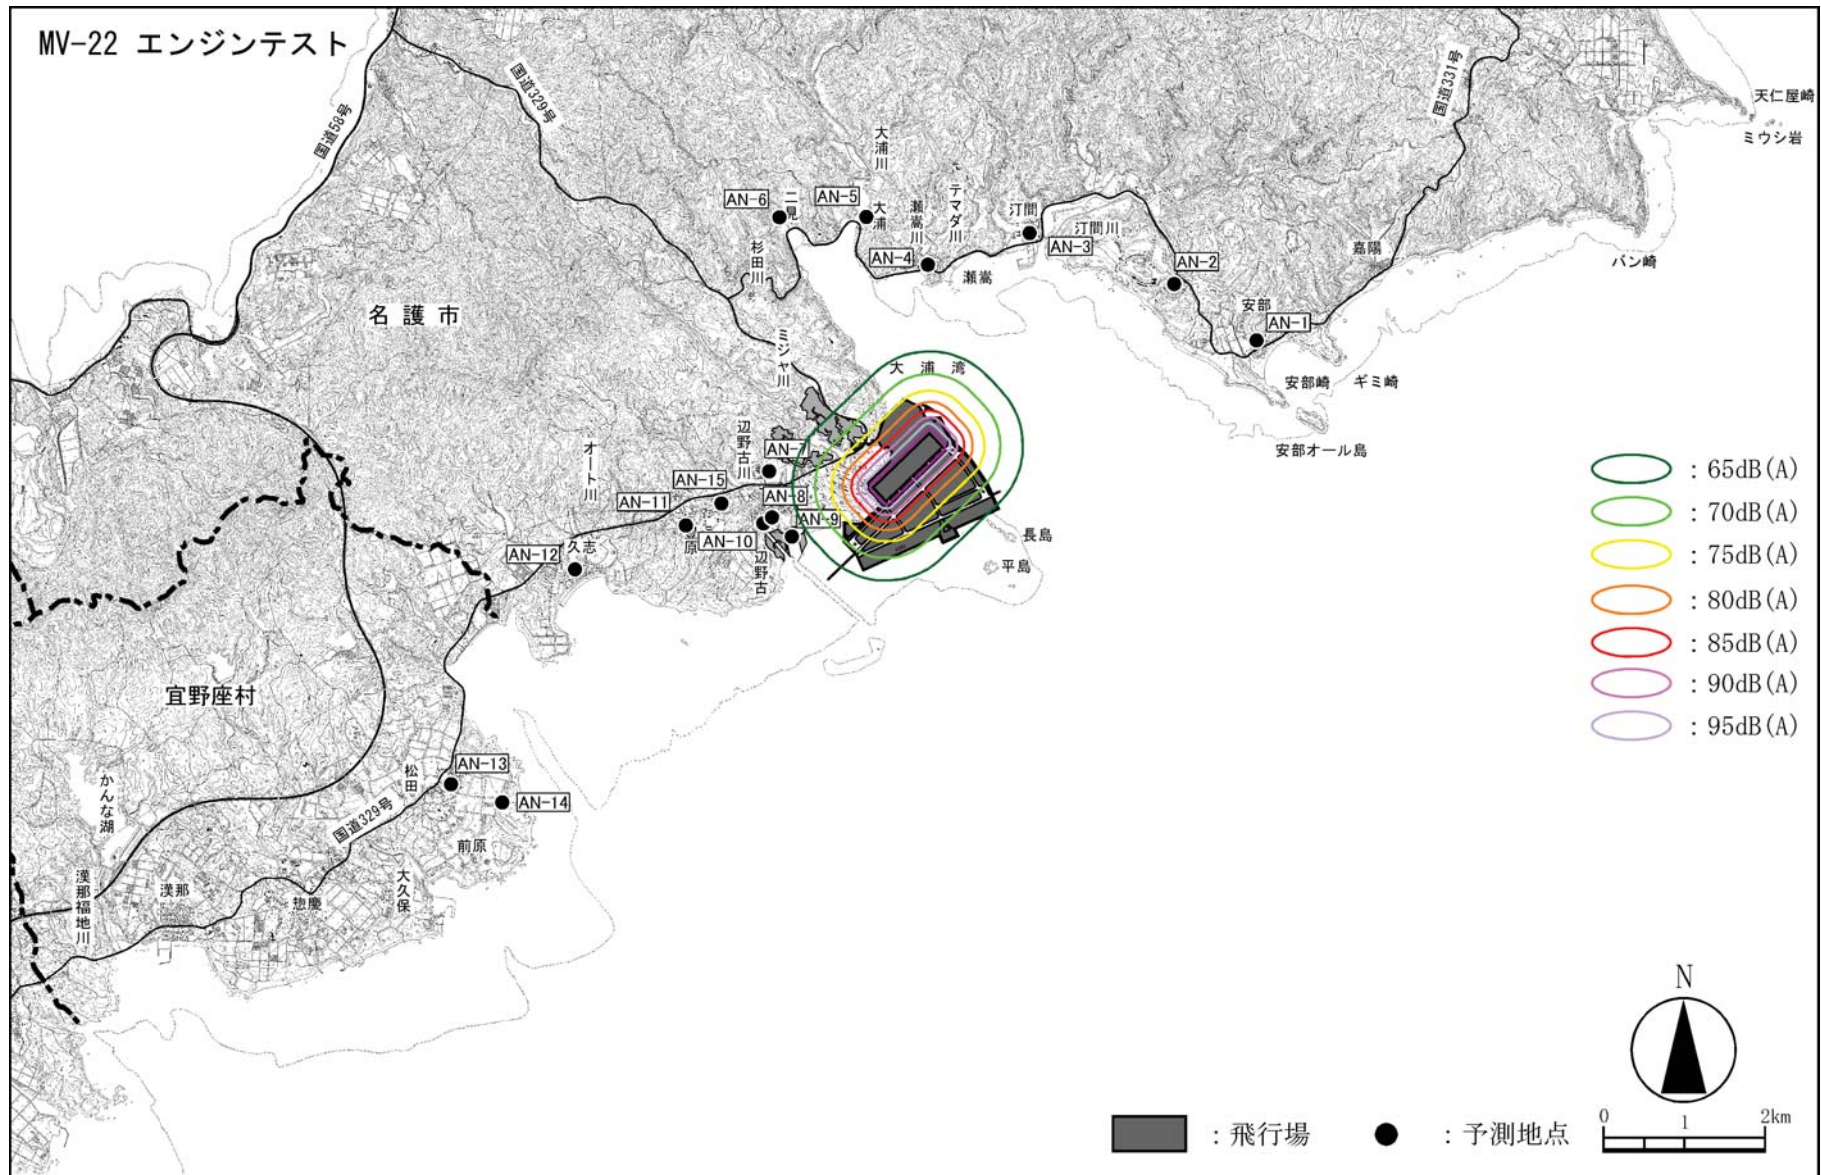 MV-22 エンジンテスト
国道58号
国道329号
国道331号
天仁屋崎
ミウシ岩
大浦川
AN-6
二見
AN-5
大浦
瀬嵩川
テマダ川
汀間
汀間川
AN-3
嘉陽
バン崎
杉田川
AN-4
瀬嵩
AN-2
安部
AN-1
名護市
ミジャ川
大浦湾
安部崎
ギミ崎
安部オール島
辺野古川
AN-7
オート川
AN-15
AN-11
AN-8
AN-9
原
AN-10
辺野古
AN-12
久志
長島
平島
: 65dB(A)
: 70dB(A)
: 75dB(A)
: 80dB(A)
: 85dB(A)
: 90dB(A)
: 95dB(A)
宜野座村
かんな湖
松田
AN-13
AN-14
国道329号
前原
大久保
漢那福地川
漢那
惣慶
N
0 1 2km
: 飛行場
: 予測地点